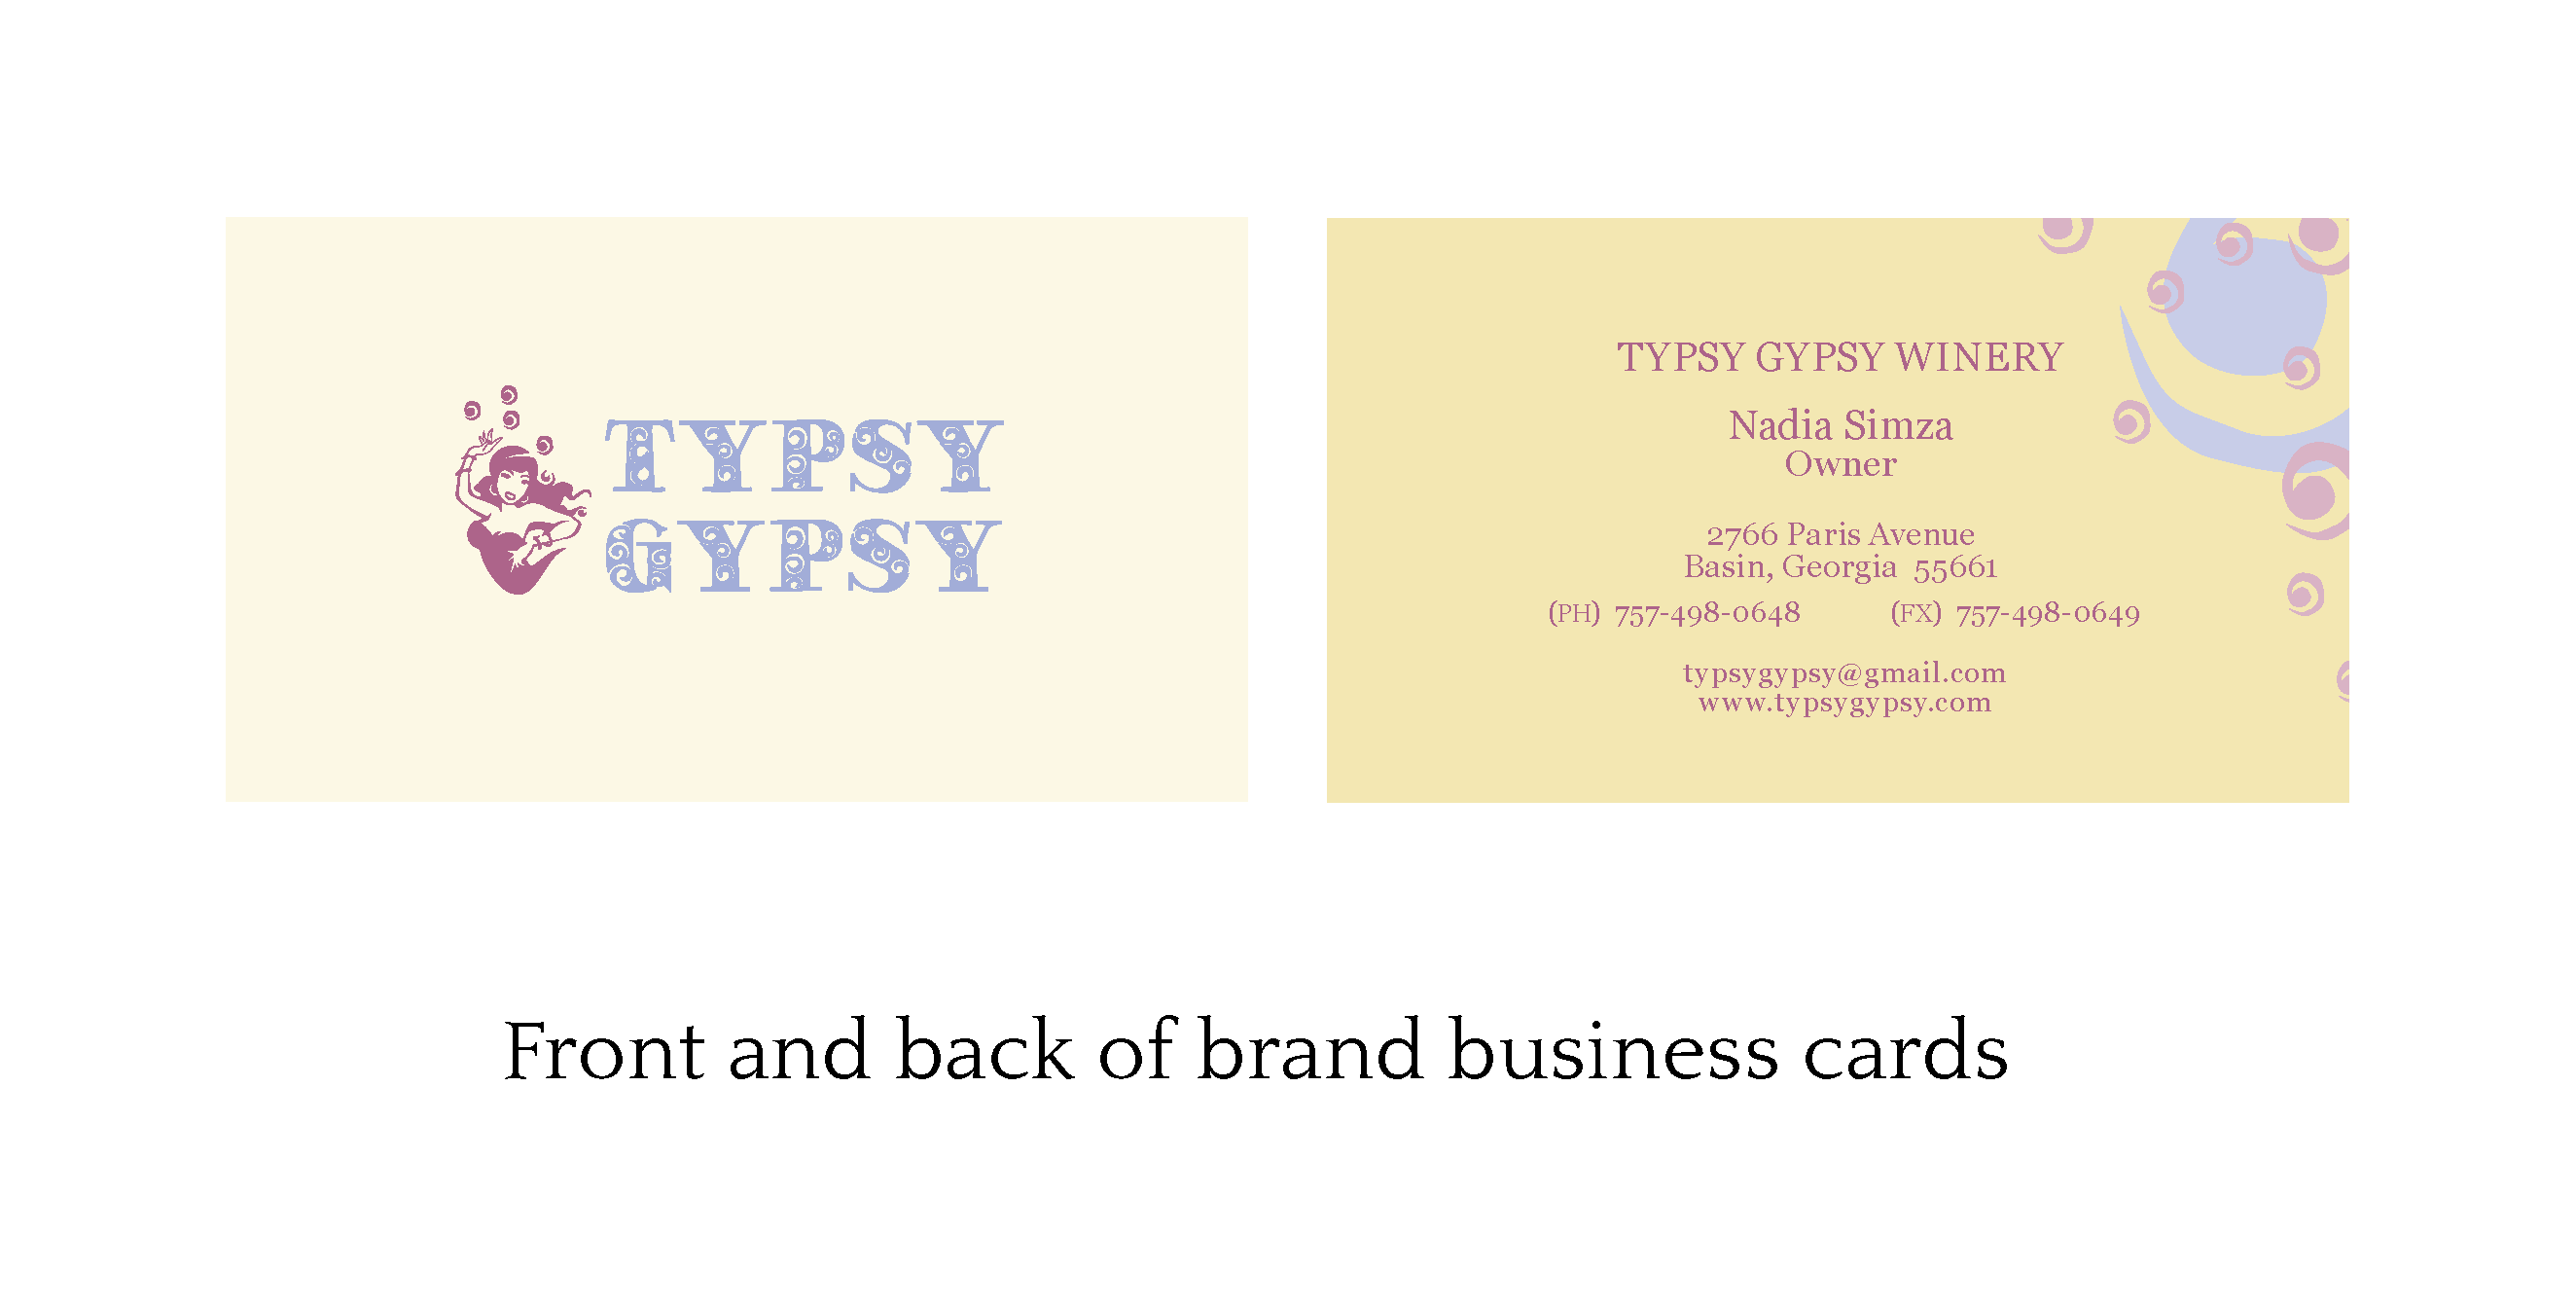 TYPSY
GYPSY
TYPSY GYPSY WINERY
Nadia Simza
Owner
2766 Paris Avenue
Basin, Georgia 55661
(PH) 757-498-0648 (FX) 757-498-0649
typsygypsy@gmail.com
www.typsygypsy.com
Front and back of brand business cards